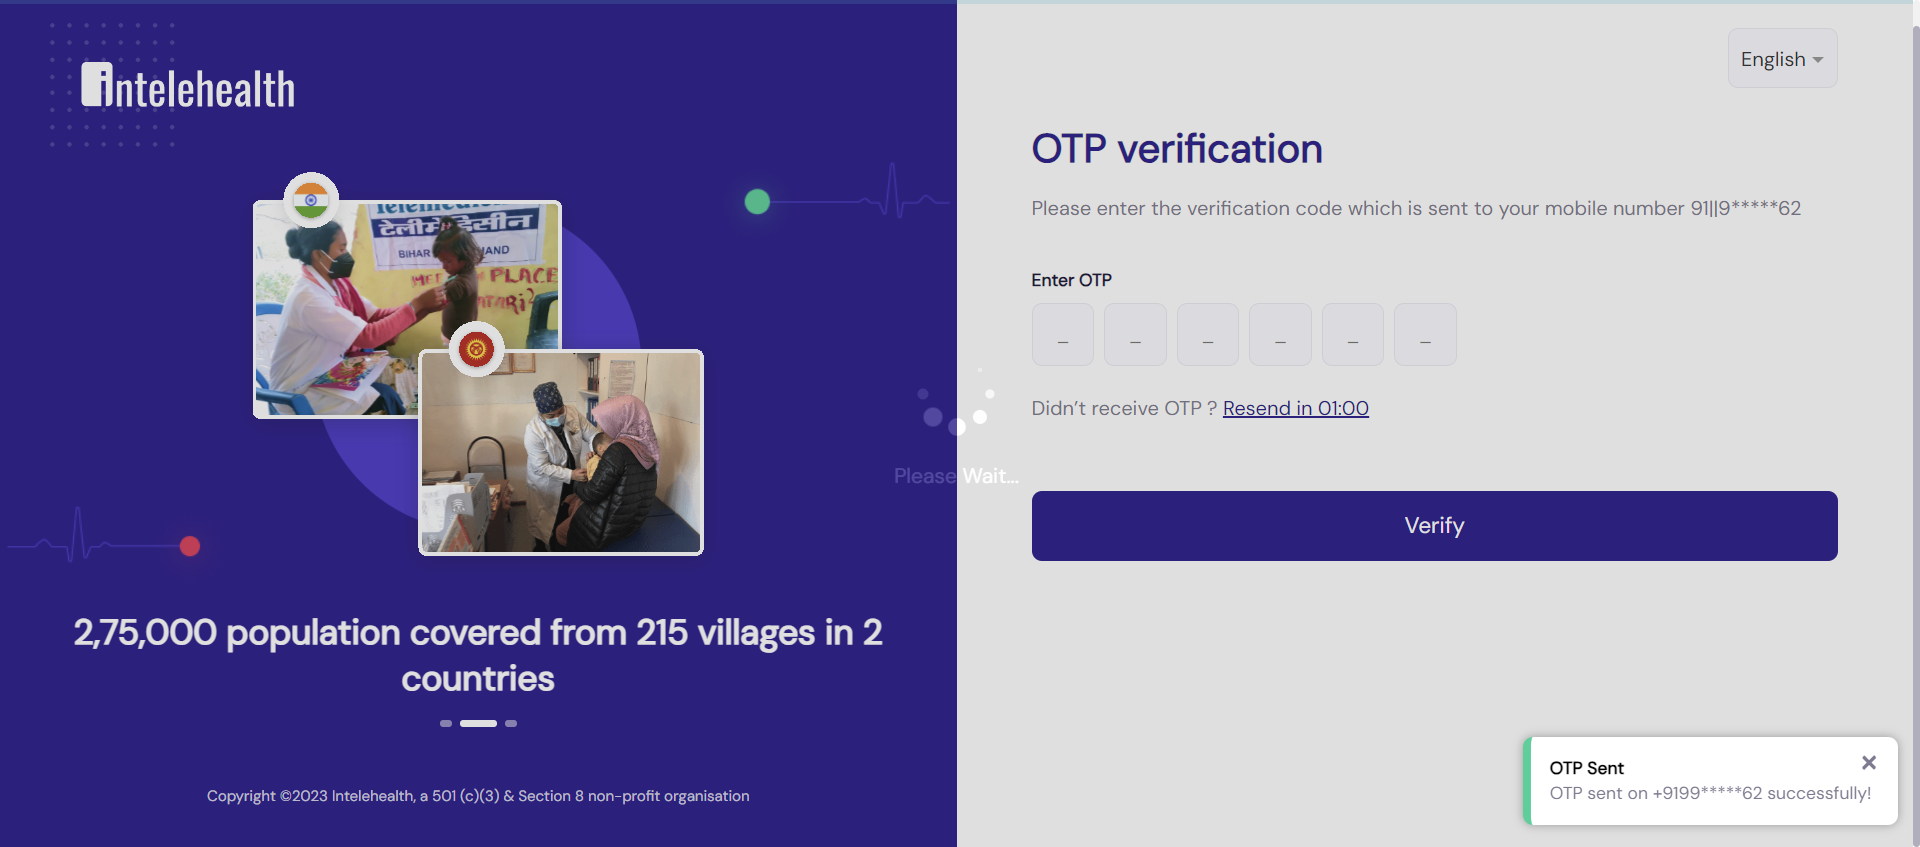 intelehealth
English
OTP verification
Please enter the verification code which is sent to your mobile number 91||9*****62
Enter OTP
_ _ _ _ _ _
Didn't receive OTP ? Resend in 01:00
Please Wait...
Verify
टेलीमेडिसीन
BIHAR
PLACE
2,75,000 population covered from 215 villages in 2
countries
Copyright ©2023 Intelehealth, a 501 (c)(3) & Section 8 non-profit organisation
OTP Sent
OTP sent on +9199*****62 successfully!